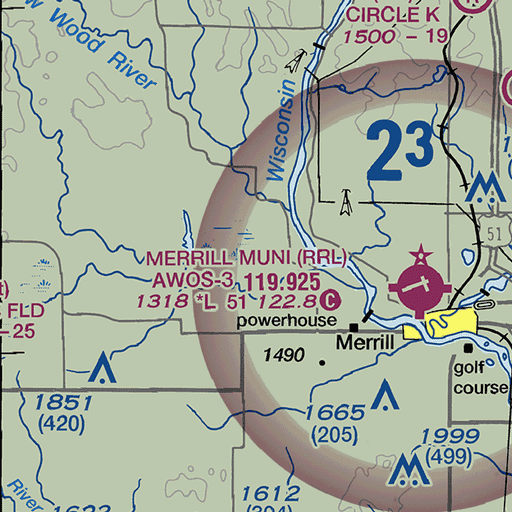 CIRCLE K
1500 - 19
Wood River
Wisconsin
23
51
MERRILL MUNI (RRL)
AWOS-3 119.925
1318 *L 51 122.8 C
FLD
-25
powerhouse
Merrill
1490
golf
course
1851
(420)
1665
(205)
1999
(499)
River
1612